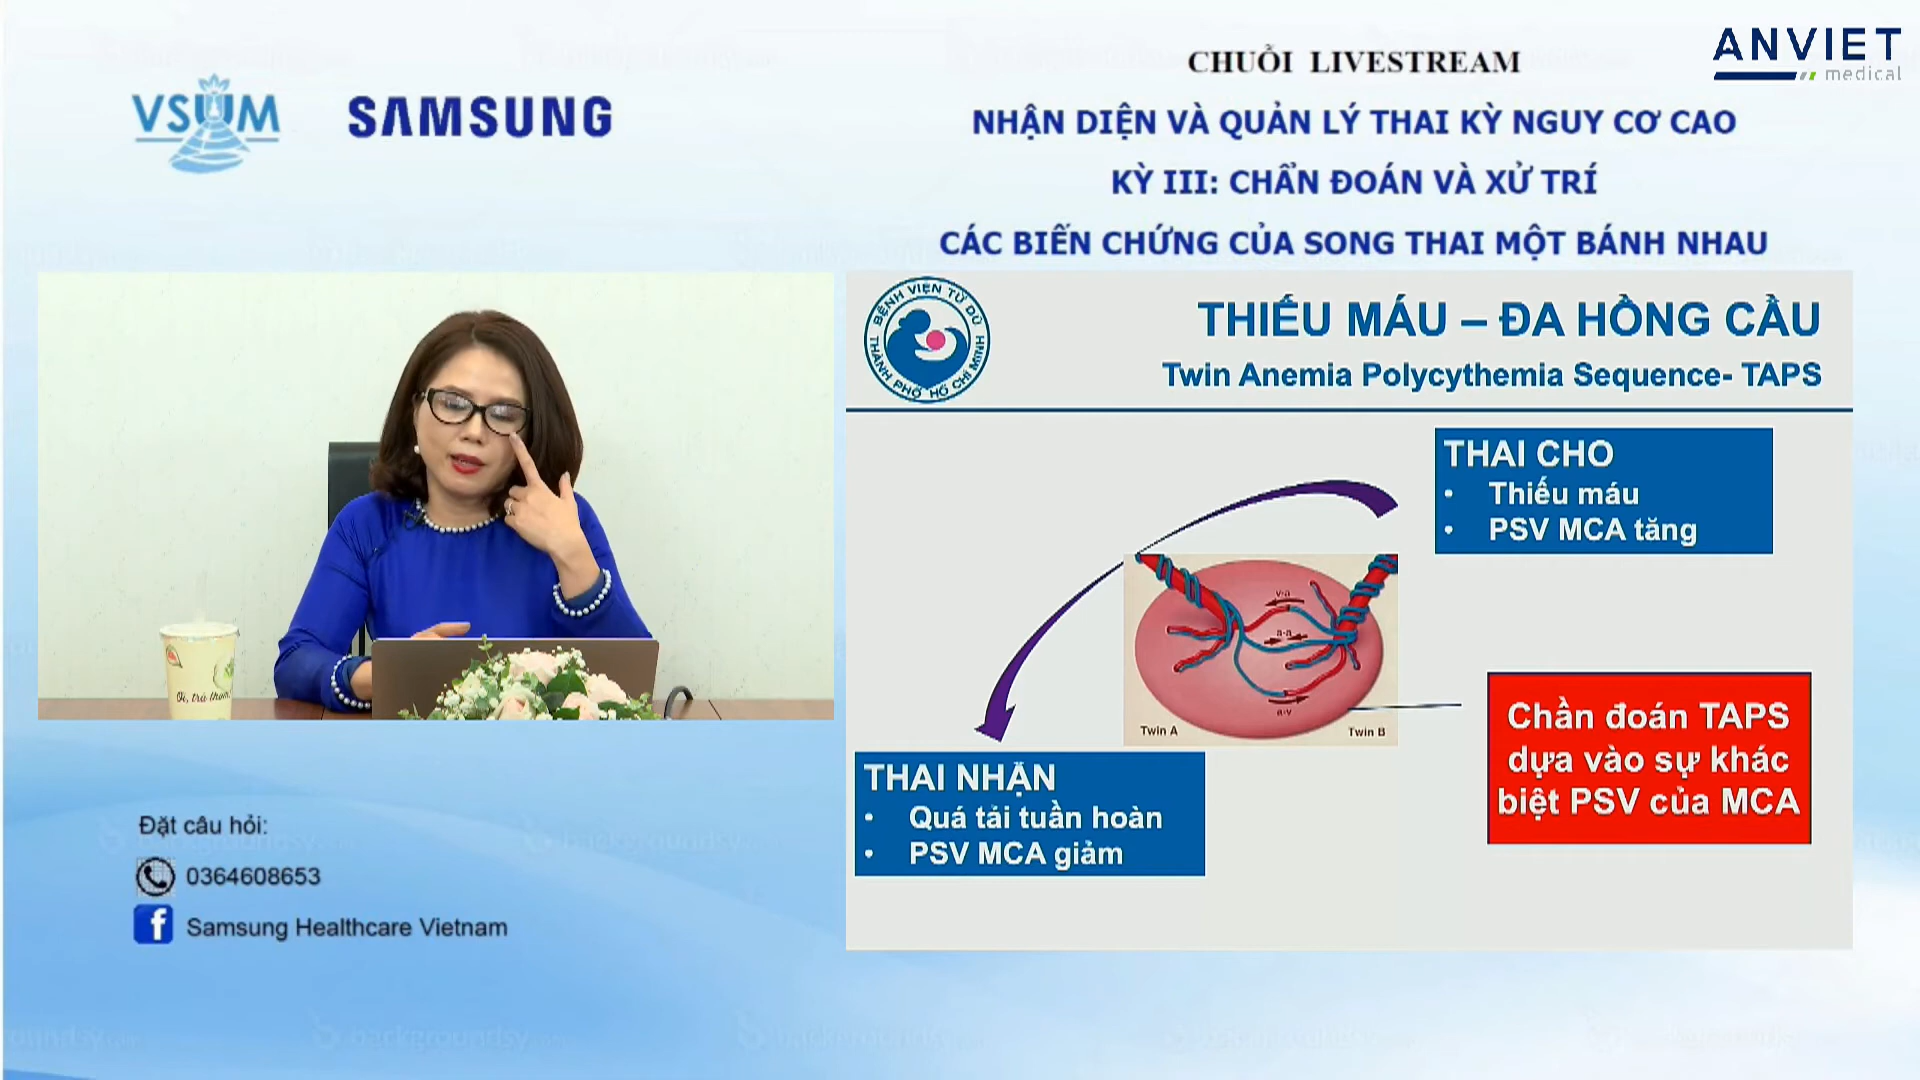 ANVIET
medical
VSUM
SAMSUNG
CHUỖI LIVESTREAM
NHẬN DIỆN VÀ QUẢN LÝ THAI KỲ NGUY CƠ CAO
KỲ III: CHẨN ĐOÁN VÀ XỬ TRÍ
CÁC BIẾN CHỨNG CỦA SONG THAI MỘT BÁNH NHAU
BỆNH VIỆN TỪ DŨ
THÀNH PHỐ HỒ CHÍ MINH
THIẾU MÁU – ĐA HỒNG CẦU
Twin Anemia Polycythemia Sequence- TAPS
THAI CHO
• Thiếu máu
• PSV MCA tăng
v-a
a-a
a-v
Twin A
Twin B
Chần đoán TAPS
dựa vào sự khác
biệt PSV của MCA
THAI NHẬN
• Quá tải tuần hoàn
• PSV MCA giảm
Đặt câu hỏi:
0364608653
f Samsung Healthcare Vietnam